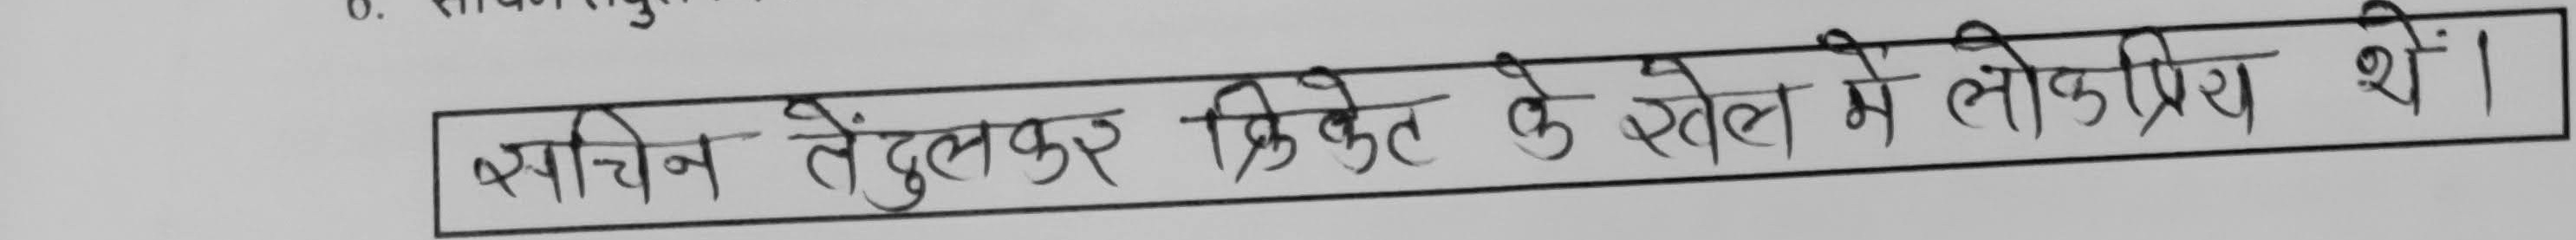 सचिन तेंदुलकर क्रिकेत के खेल में लोकप्रिय थें।